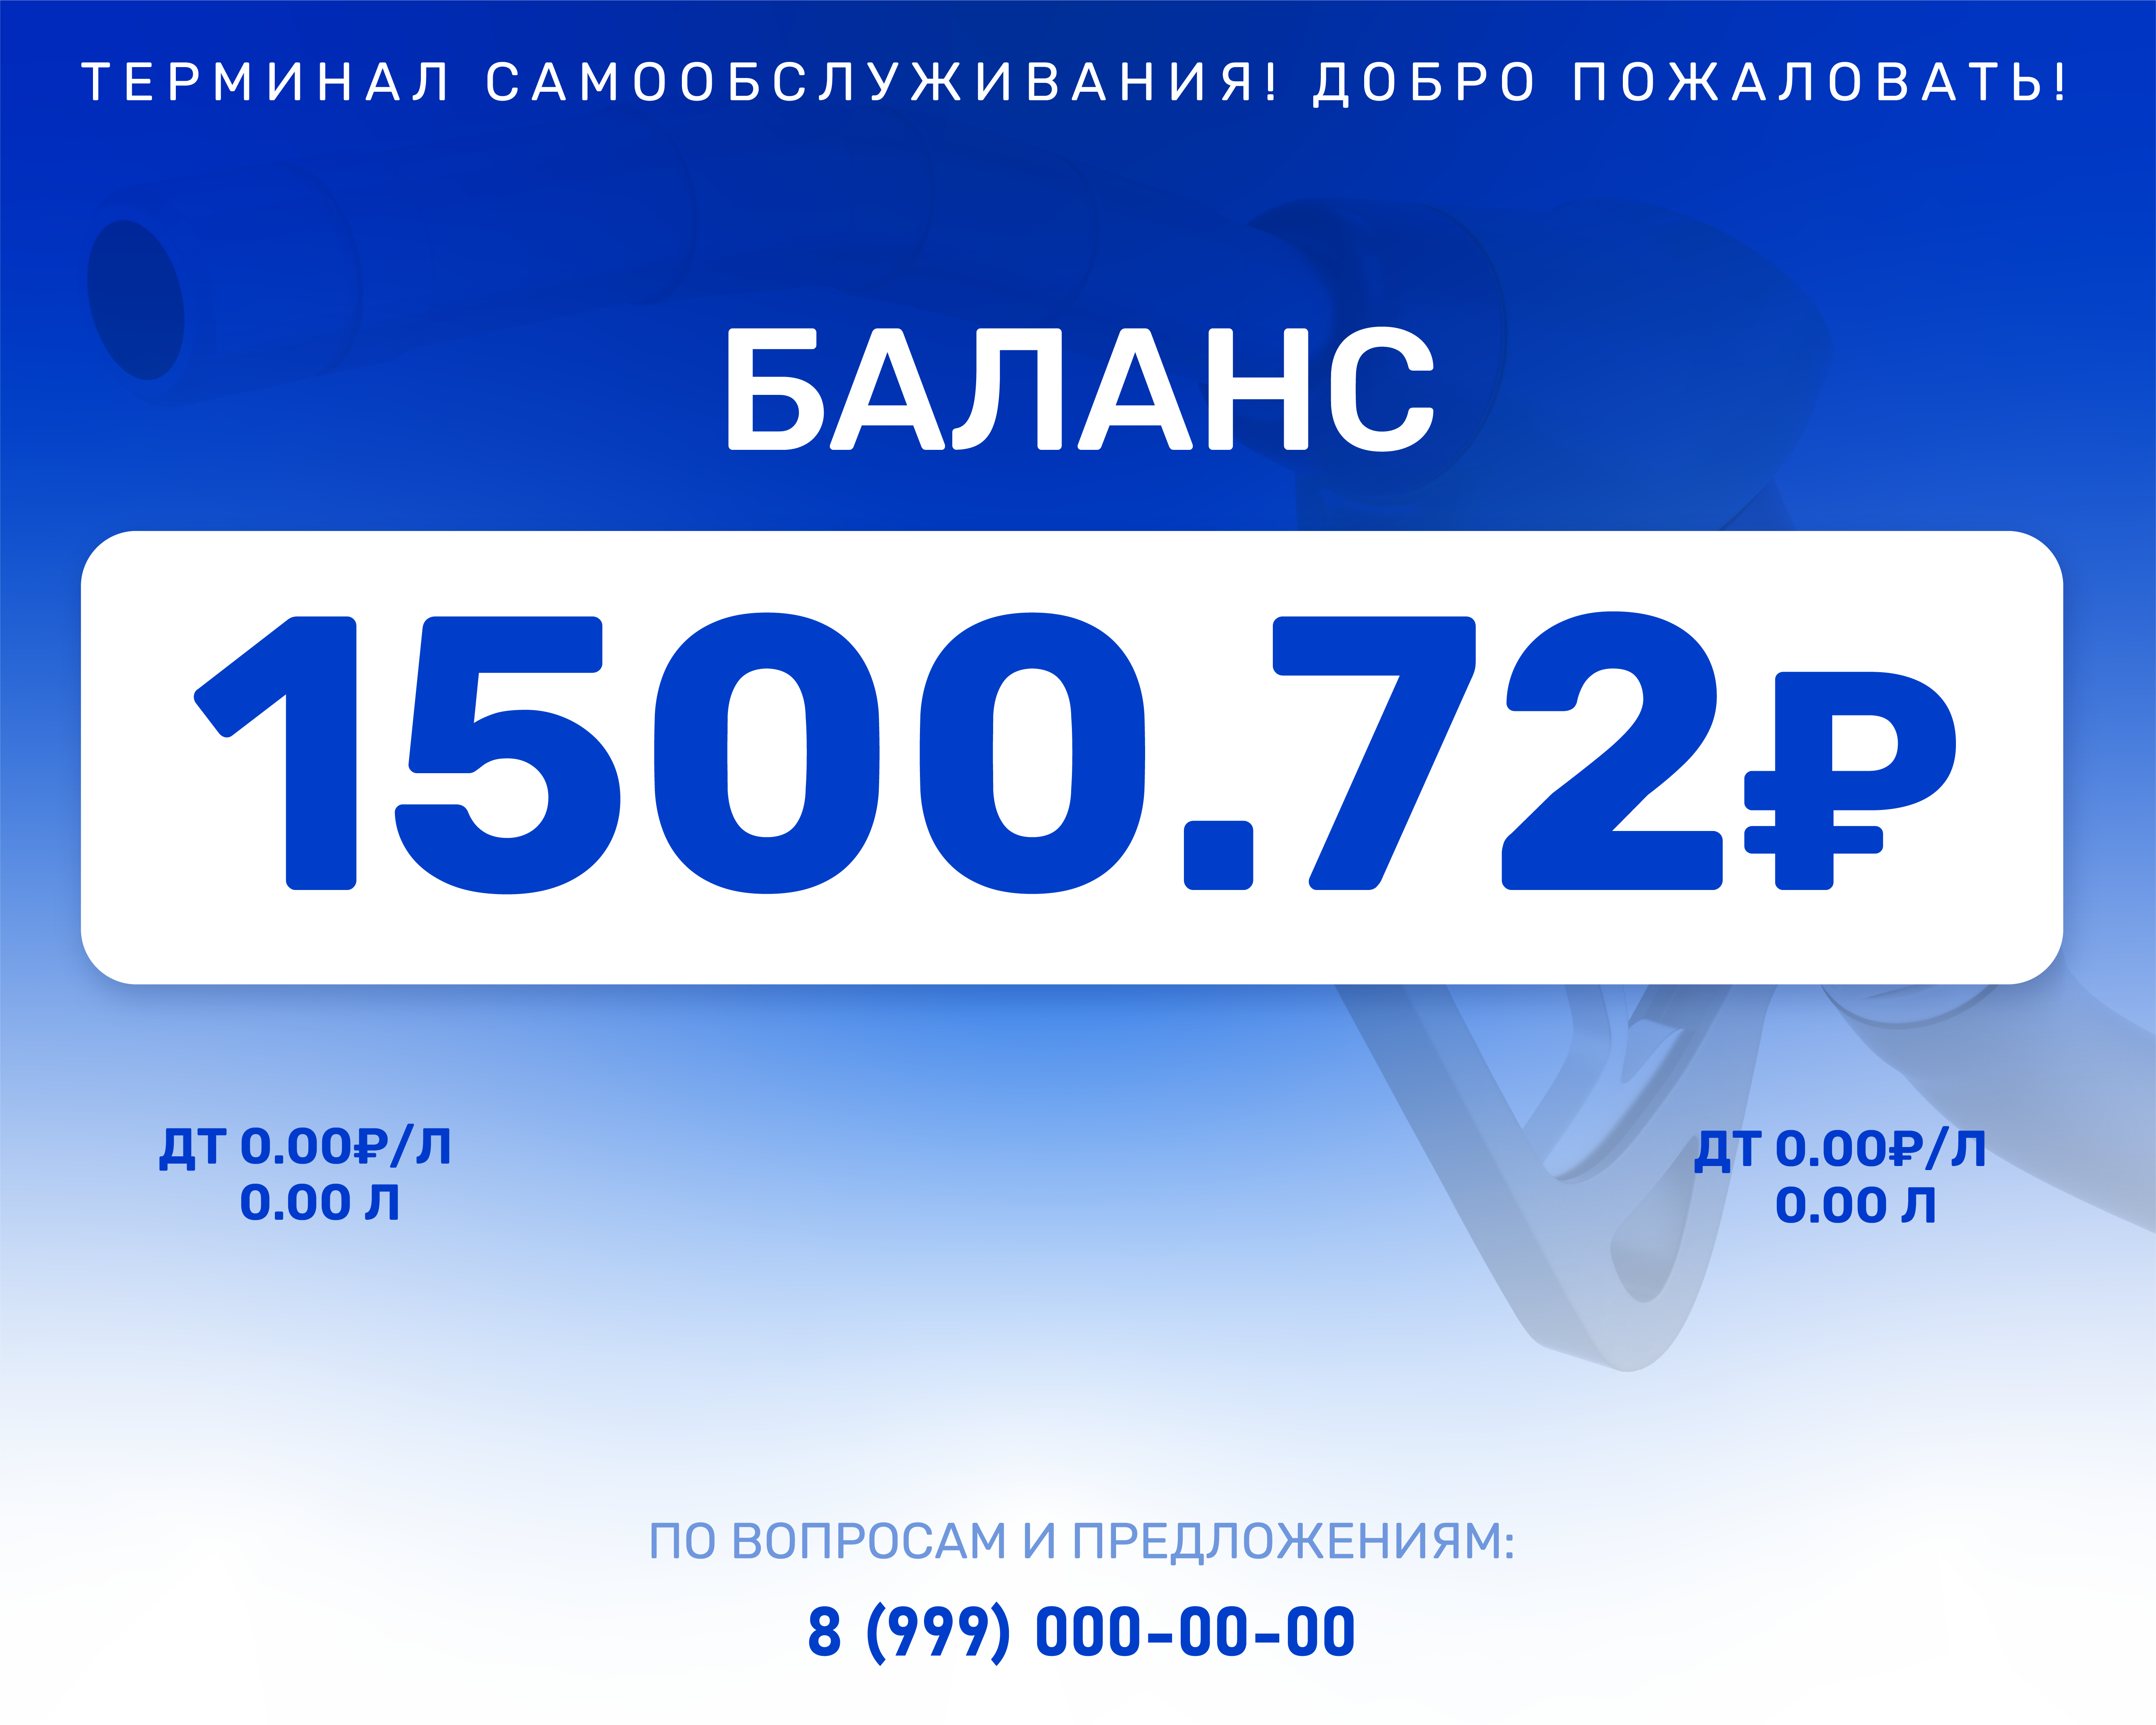 ТЕРМИНАЛ САМООБСЛУЖИВАНИЯ! ДОБРО ПОЖАЛОВАТЬ!
БАЛАНС
1500.72₽
ДТ 0.00₽/Л
0.00 Л
ДТ 0.00₽/Л
0.00 Л
ПО ВОПРОСАМ И ПРЕДЛОЖЕНИЯМ:
8 (999) 000-00-00